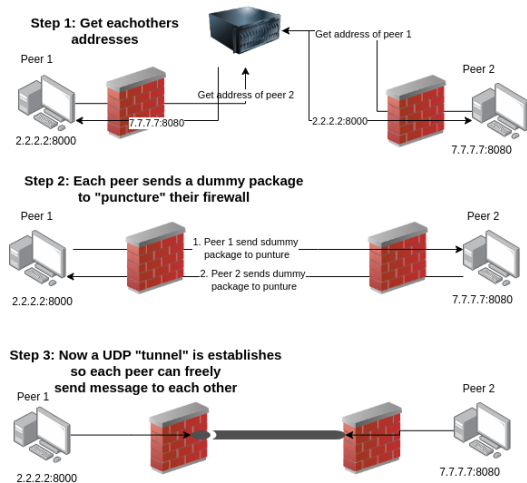 Step 1: Get eachothers
addresses
Get address of peer 1
Peer 1
Peer 2
Get address of peer 2
7.7.7.7:8080
2.2.2.2:8000
2.2.2.2:8000
7.7.7.7:8080
Step 2: Each peer sends a dummy package
to "puncture" their firewall
Peer 1
Peer 2
1. Peer 1 send sdummy
package to punture
2. Peer 2 sends dummy
package to punture
2.2.2.2:8000
7.7.7.7:8080
Step 3: Now a UDP "tunnel" is establishes
so each peer can freely
send message to each other
Peer 1
Peer 2
2.2.2.2:8000
7.7.7.7:8080